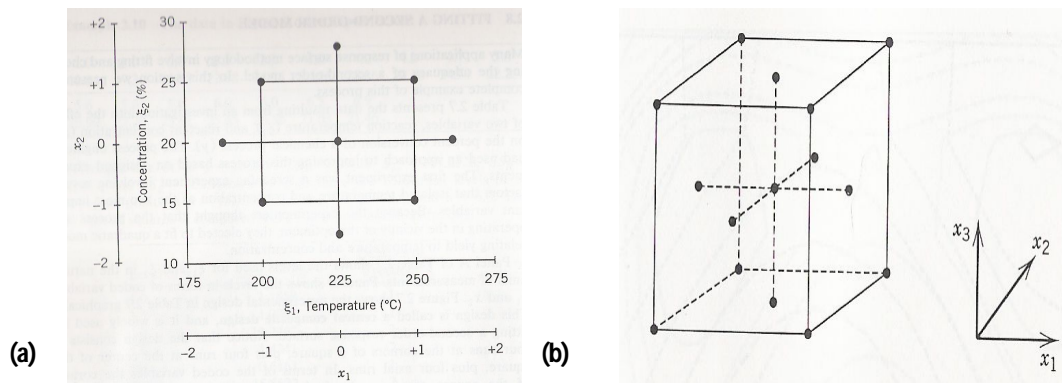 +2
+1
0
−1
−2
x₂
Concentration, ξ₂ (%)
30
25
20
15
10
175
200
225
250
275
ξ₁, Temperature (°C)
−2
−1
0
+1
+2
x₁
(a)
(b)
x₃
x₂
x₁